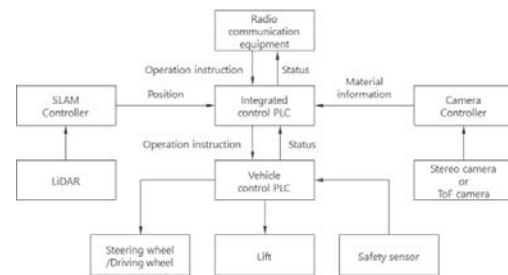 Radio
communication
equipment
Operation instruction
Status
SLAM
Controller
Position
Integrated
control PLC
Material
information
Camera
Controller
Operation instruction
Status
LiDAR
Vehicle
control PLC
Stereo camera
or
ToF camera
Steering wheel
/Driving wheel
Lift
Safety sensor